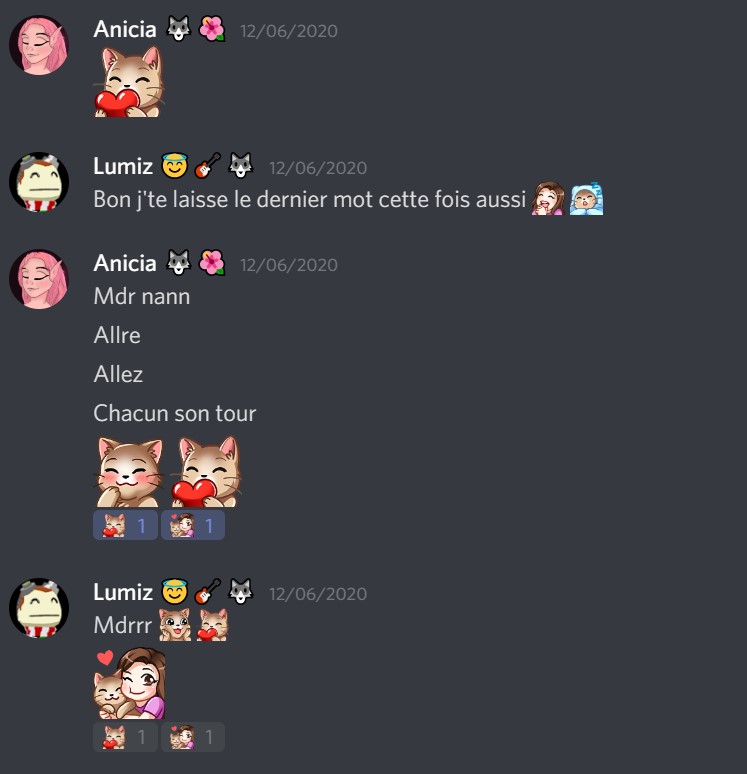 Anicia 🐺 🌺 12/06/2020
Lumiz 😇 🎸 🐺 12/06/2020
Bon j'te laisse le dernier mot cette fois aussi
Anicia 🐺 🌺 12/06/2020
Mdr nann
Allre
Allez
Chacun son tour
1 1
Lumiz 😇 🎸 🐺 12/06/2020
Mdrrr
1 1